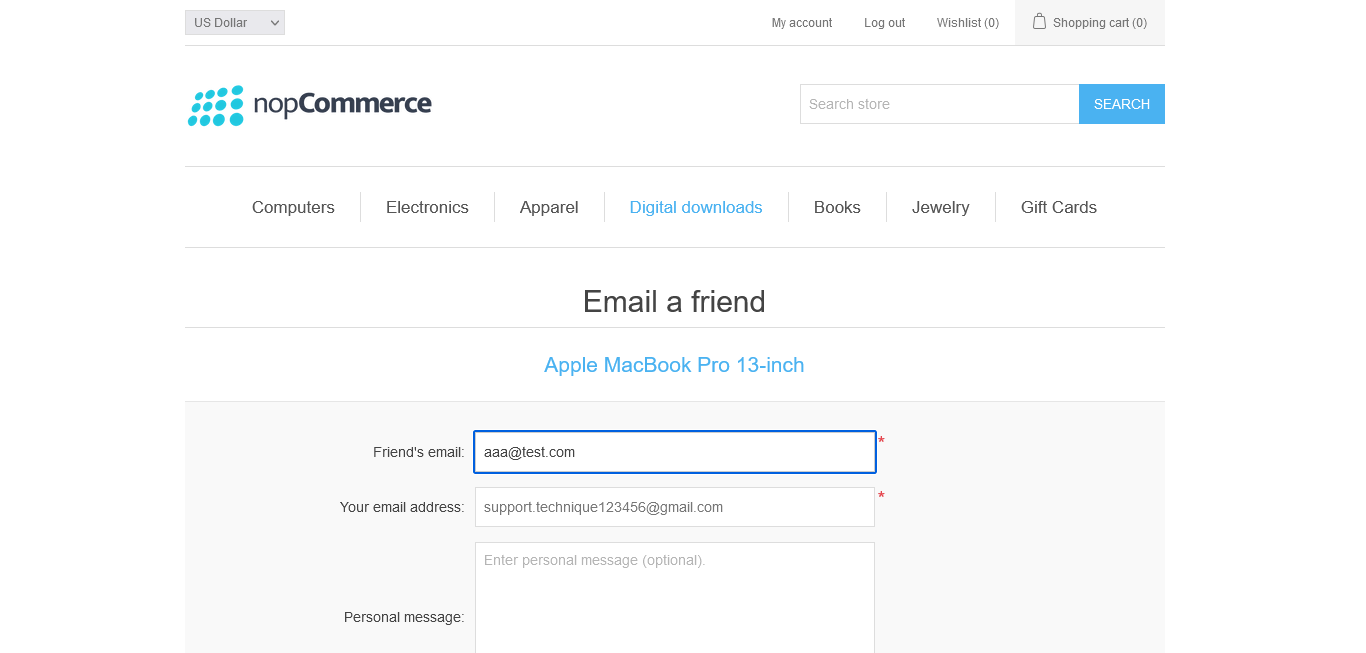 US Dollar
My account
Log out
Wishlist (0)
Shopping cart (0)
nopCommerce
Search store
SEARCH
Computers
Electronics
Apparel
Digital downloads
Books
Jewelry
Gift Cards
Email a friend
Apple MacBook Pro 13-inch
Friend's email:
aaa@test.com
*
Your email address:
support.technique123456@gmail.com
*
Personal message:
Enter personal message (optional).